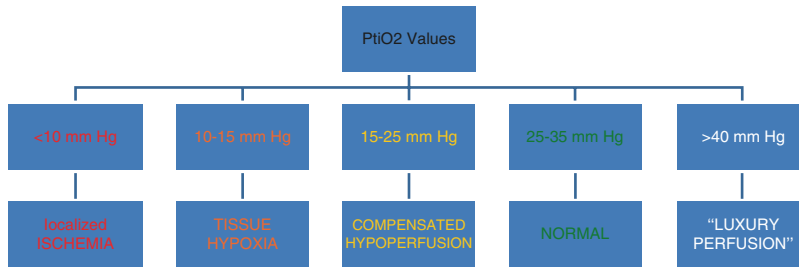 PtiO2 Values
<10 mm Hg
10-15 mm Hg
15-25 mm Hg
25-35 mm Hg
>40 mm Hg
localized
ISCHEMIA
TISSUE
HYPOXIA
COMPENSATED
HYPOPERFUSION
NORMAL
“LUXURY
PERFUSION”